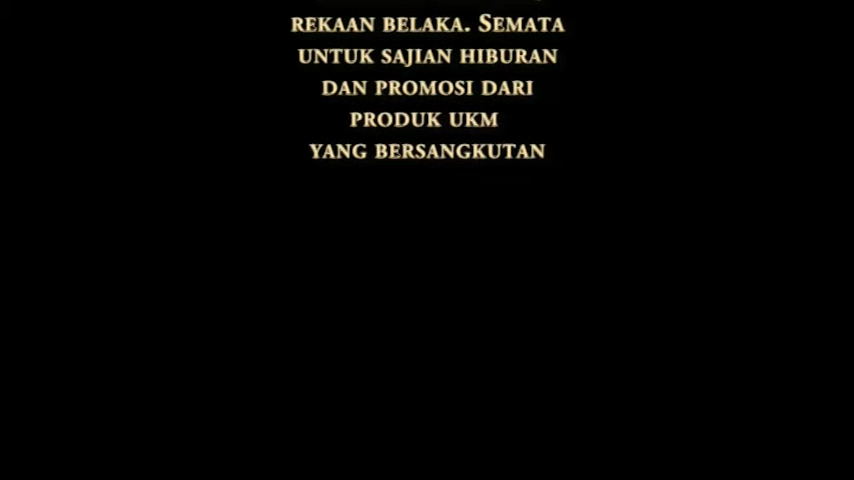 REKAAN BELAKA. SEMATA
UNTUK SAJIAN HIBURAN
DAN PROMOSI DARI
PRODUK UKM
YANG BERSANGKUTAN